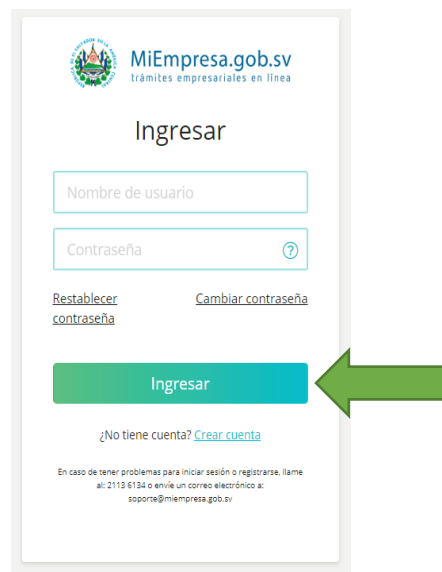 MiEmpresa.gob.sv
trámites empresariales en línea
Ingresar
Nombre de usuario
Contraseña
?
Restablecer contraseña
Cambiar contraseña
Ingresar
¿No tiene cuenta? Crear cuenta
En caso de tener problemas para iniciar sesión o registrarse, llame
al: 2113 6134 o envíe un correo electrónico a:
soporte@miempresa.gob.sv